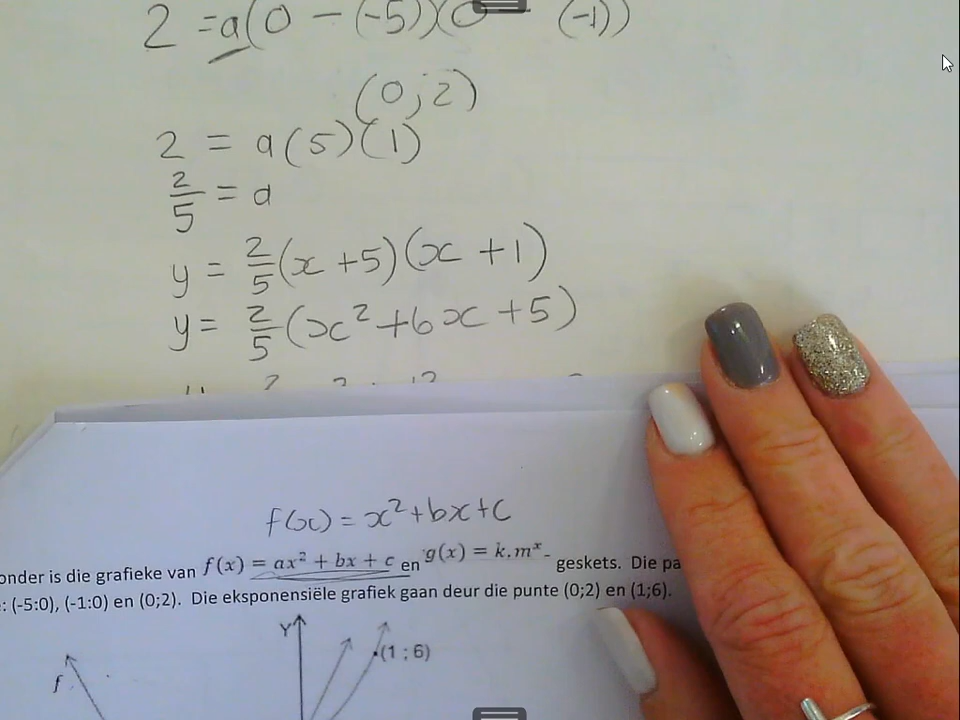 2 = a(0 - (-5))(0 (-1))
(0;2)
2 = a(5)(1)
2/5 = a
y = 2/5(x+5)(x+1)
y = 2/5(x²+6x+5)
f(x) = x²+bx+c
onder is die grafieke van f(x) = ax² + bx + c en g(x) = k.mˣ- geskets. Die pa
: (-5:0), (-1:0) en (0;2). Die eksponensiële grafiek gaan deur die punte (0;2) en (1;6).
Y
(1 ; 6)
f